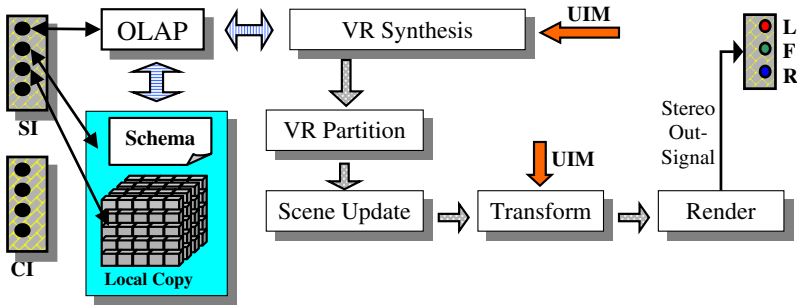 OLAP
VR Synthesis
UIM
L
F
R
SI
Schema
VR Partition
Stereo
Out-
Signal
UIM
Scene Update
Transform
Render
CI
Local Copy